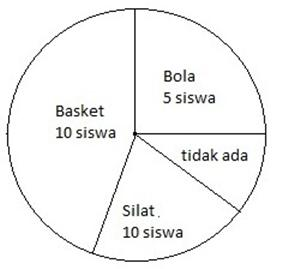 Bola
5 siswa
Basket
10 siswa
tidak ada
Silat
10 siswa